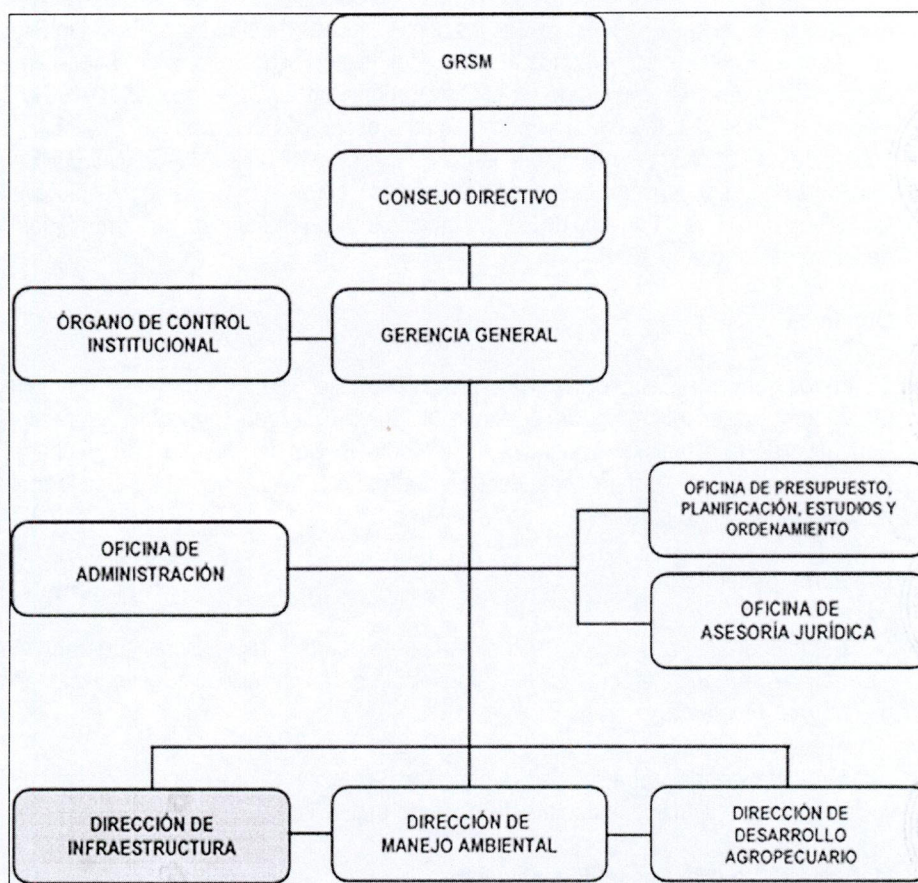 GRSM
CONSEJO DIRECTIVO
ÓRGANO DE CONTROL
INSTITUCIONAL
GERENCIA GENERAL
OFICINA DE PRESUPUESTO,
PLANIFICACIÓN, ESTUDIOS Y
ORDENAMIENTO
OFICINA DE
ADMINISTRACIÓN
OFICINA DE
ASESORÍA JURÍDICA
DIRECCIÓN DE
INFRAESTRUCTURA
DIRECCIÓN DE
MANEJO AMBIENTAL
DIRECCIÓN DE
DESARROLLO
AGROPECUARIO